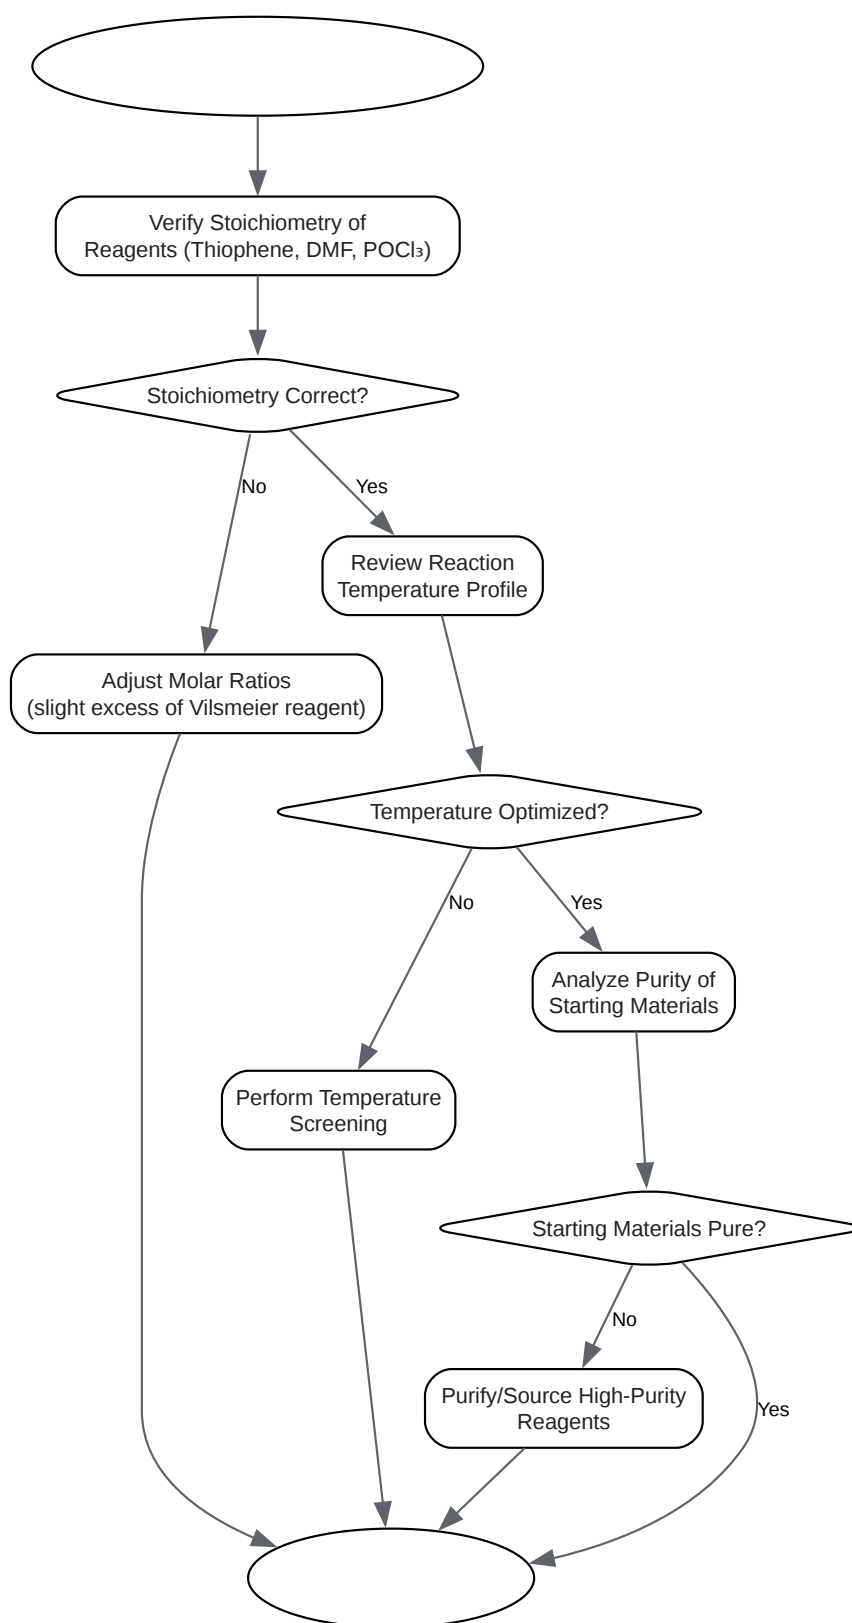 Verify Stoichiometry of
Reagents (Thiophene, DMF, POCl₃)
Stoichiometry Correct?
No
Yes
Review Reaction
Temperature Profile
Adjust Molar Ratios
(slight excess of Vilsmeier reagent)
Temperature Optimized?
No
Yes
Analyze Purity of
Starting Materials
Perform Temperature
Screening
Starting Materials Pure?
No
Purify/Source High-Purity
Reagents
Yes